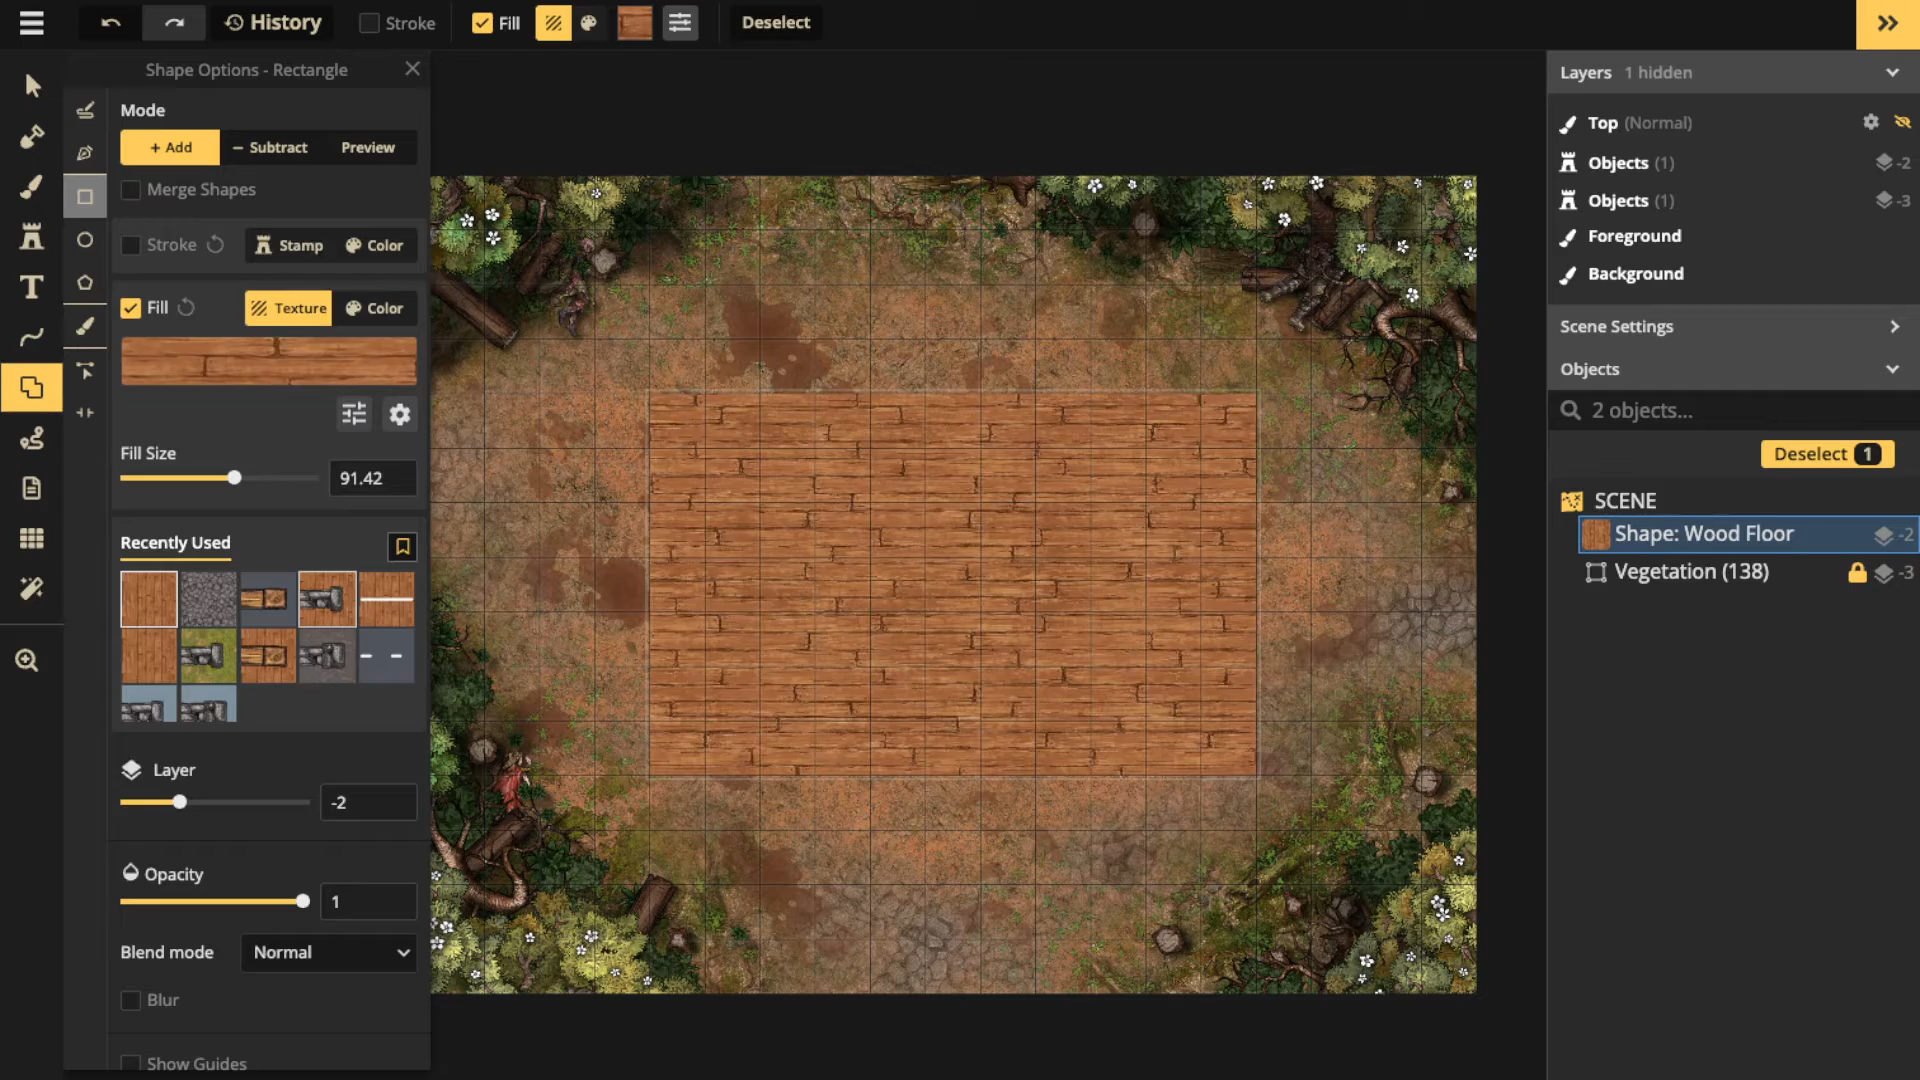 History
Stroke
Fill
Deselect
Shape Options - Rectangle
Mode
+ Add
− Subtract
Preview
Merge Shapes
Stroke
Stamp
Color
Fill
Texture
Color
Fill Size
91.42
Recently Used
Layer
-2
Opacity
1
Blend mode
Normal
Blur
Show Guides
Layers 1 hidden
Top (Normal)
Objects (1) -2
Objects (1) -3
Foreground
Background
Scene Settings
Objects
2 objects...
Deselect 1
SCENE
Shape: Wood Floor -2
Vegetation (138) -3